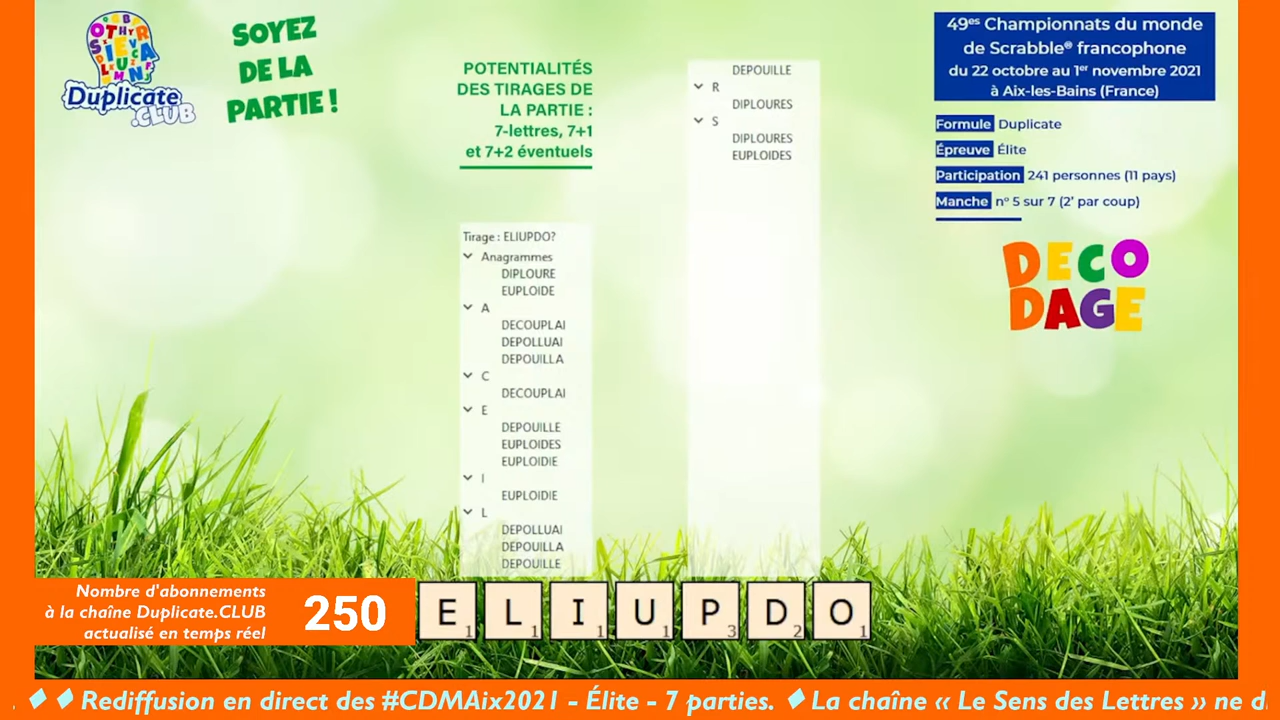 Duplicate
.CLUB
SOYEZ
DE LA
PARTIE !
POTENTIALITÉS
DES TIRAGES DE
LA PARTIE :
7-lettres, 7+1
et 7+2 éventuels
Tirage : ELIUPDO?
Anagrammes
DIPLOURE
EUPLOIDE
A
DECOUPLAI
DEPOLLUAI
DEPOUILLA
C
DECOUPLAI
E
DEPOUILLE
EUPLOIDES
EUPLOIDIE
I
EUPLOIDIE
L
DEPOLLUAI
DEPOUILLA
DEPOUILLE
DEPOUILLE
R
DIPLOURES
S
DIPLOURES
EUPLOIDES
49es Championnats du monde
de Scrabble® francophone
du 22 octobre au 1er novembre 2021
à Aix-les-Bains (France)
Formule Duplicate
Épreuve Élite
Participation 241 personnes (11 pays)
Manche n° 5 sur 7 (2' par coup)
DECO
DAGE
Nombre d'abonnements
à la chaîne Duplicate.CLUB
actualisé en temps réel
250
E1 L1 I1 U1 P3 D2 O1
. ♦ ♦ Rediffusion en direct des #CDMAix2021 - Élite - 7 parties. ♦ La chaîne « Le Sens des Lettres » ne d